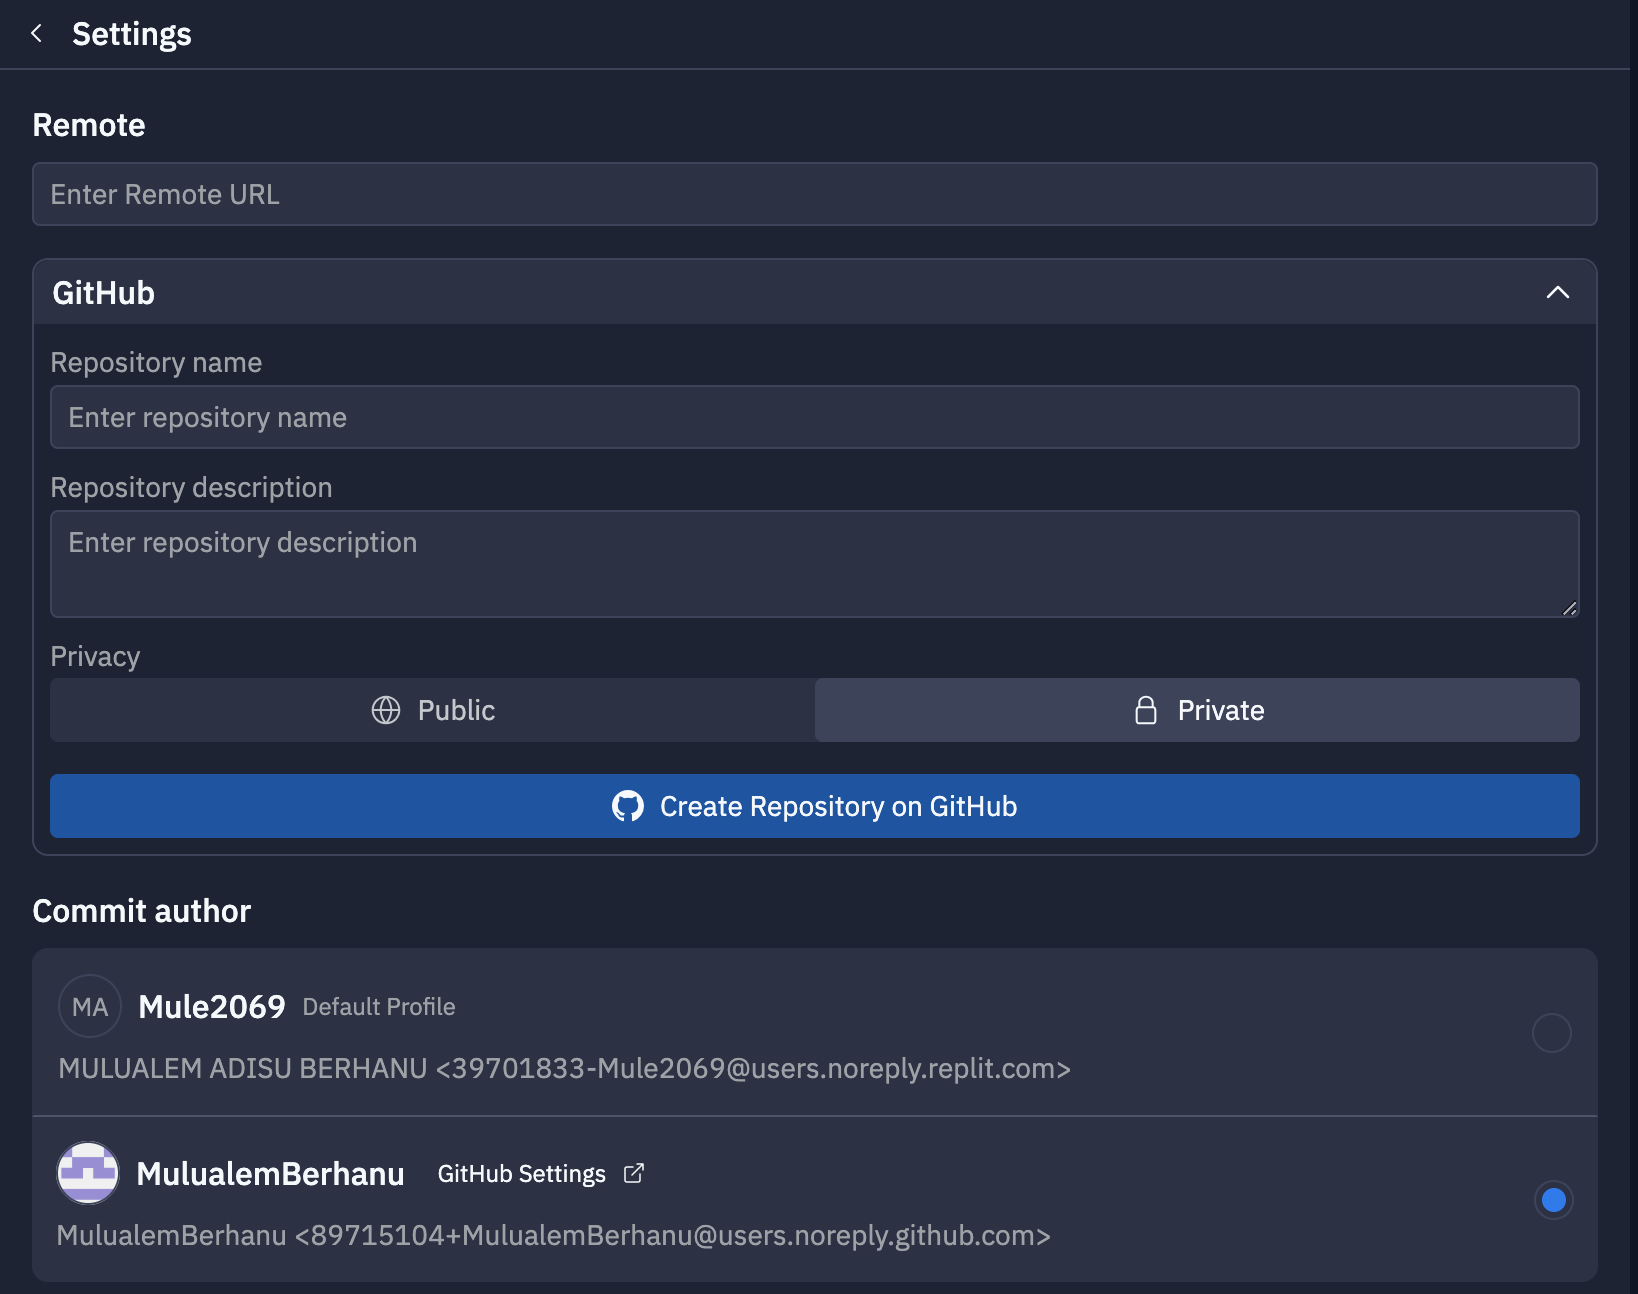 Settings
Remote
Enter Remote URL
GitHub
Repository name
Enter repository name
Repository description
Enter repository description
Privacy
Public
Private
Create Repository on GitHub
Commit author
MA
Mule2069 Default Profile
MULUALEM ADISU BERHANU <39701833-Mule2069@users.noreply.replit.com>
MulualemBerhanu GitHub Settings
MulualemBerhanu <89715104+MulualemBerhanu@users.noreply.github.com>